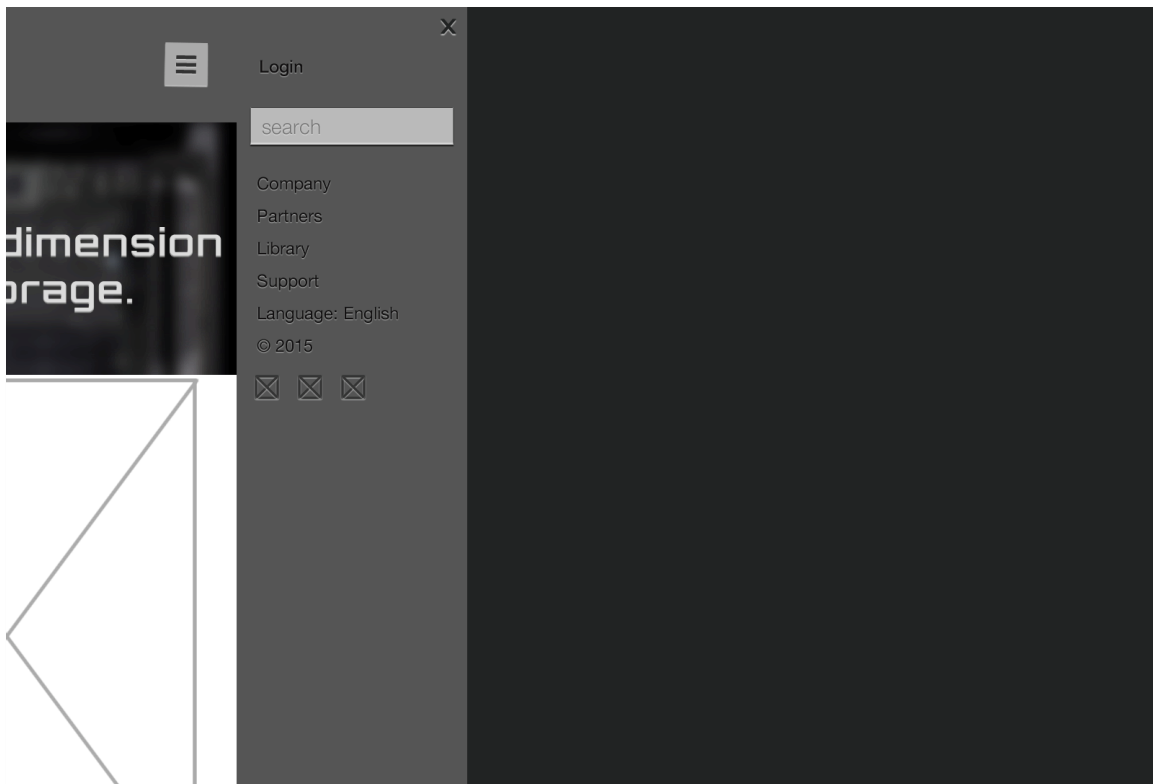 X
Login
search
dimension
orage.
Company
Partners
Library
Support
Language: English
© 2015